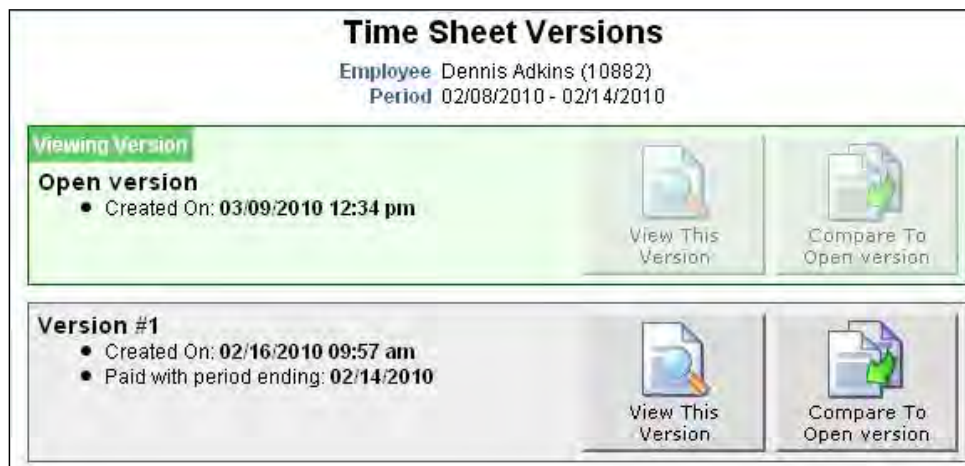 Time Sheet Versions
Employee Dennis Adkins (10882)
Period 02/08/2010 - 02/14/2010
Viewing Version
Open version
• Created On: 03/09/2010 12:34 pm
View This
Version
Compare To
Open version
Version #1
• Created On: 02/16/2010 09:57 am
• Paid with period ending: 02/14/2010
View This
Version
Compare To
Open version